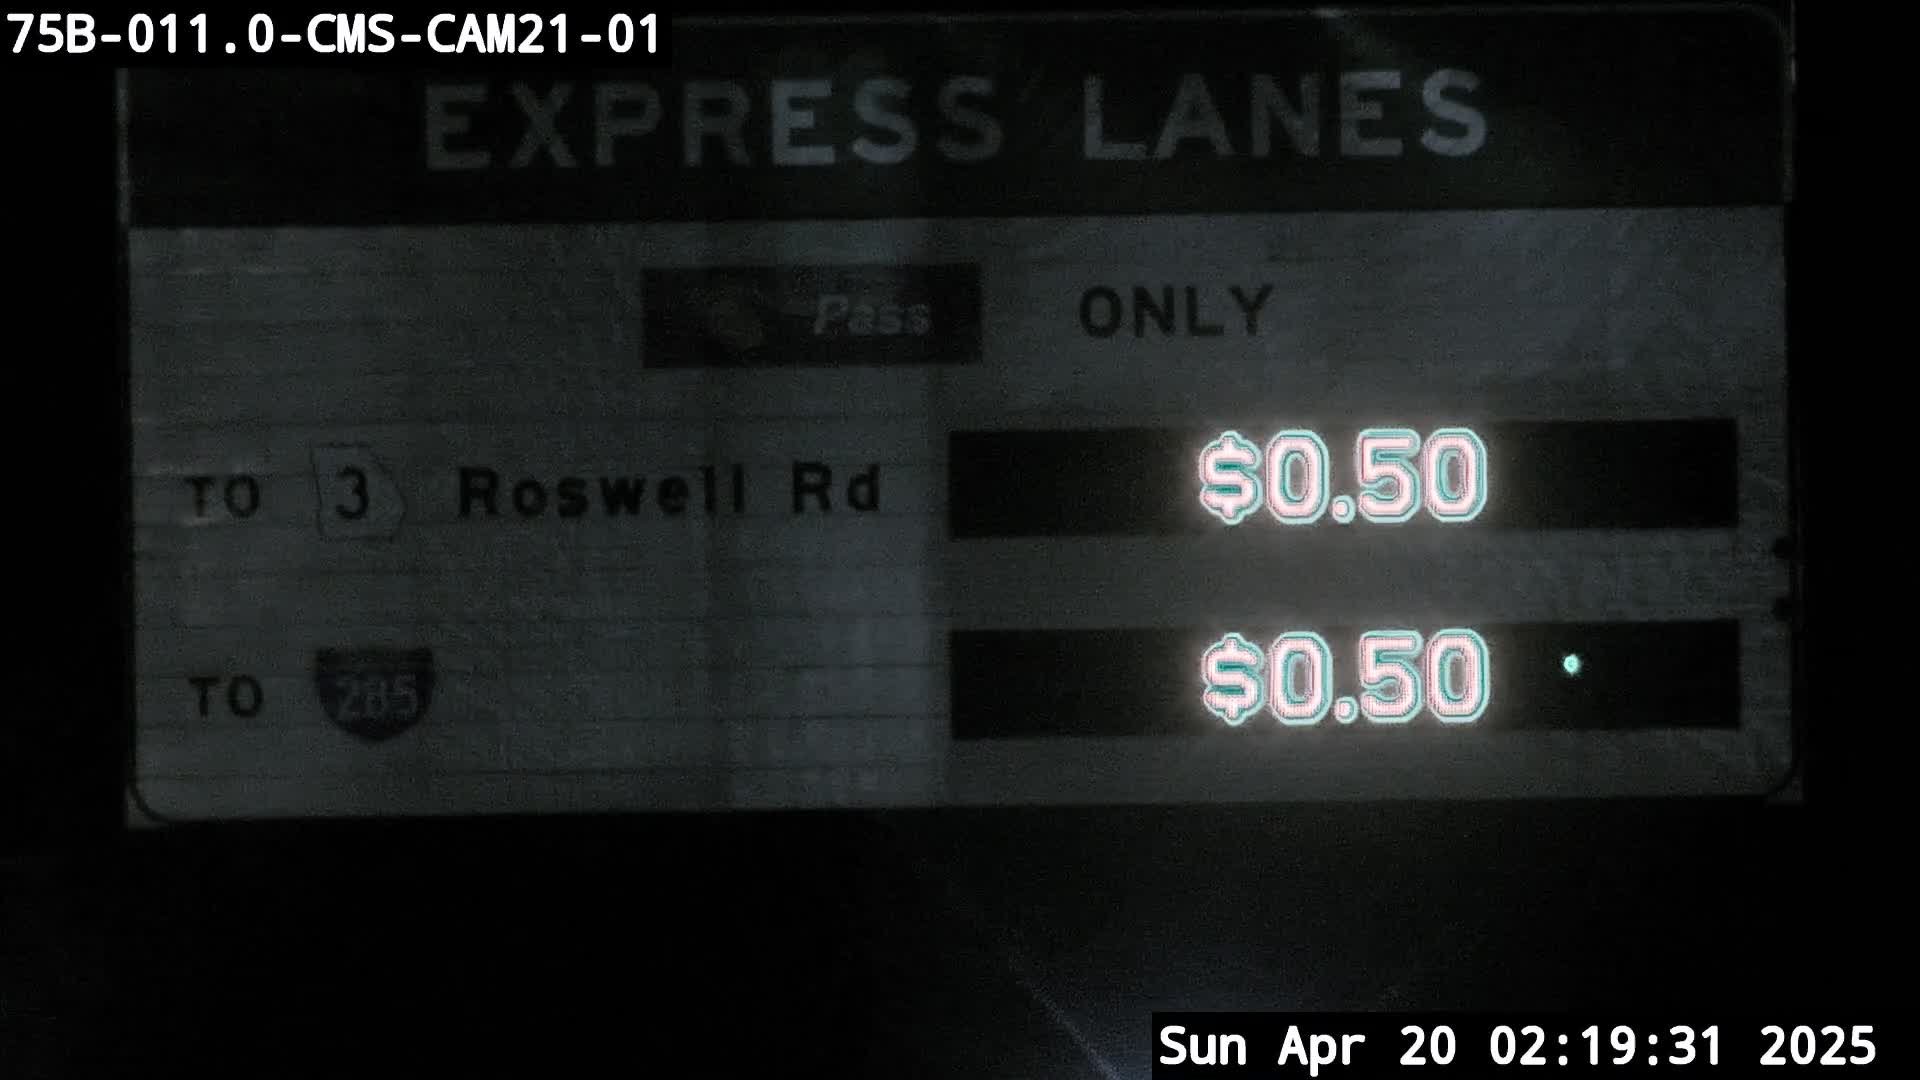 75B-011.0-CMS-CAM21-01
EXPRESS LANES
Pass ONLY
TO 3 Roswell Rd $0.50
TO 285 $0.50
Sun Apr 20 02:19:31 2025